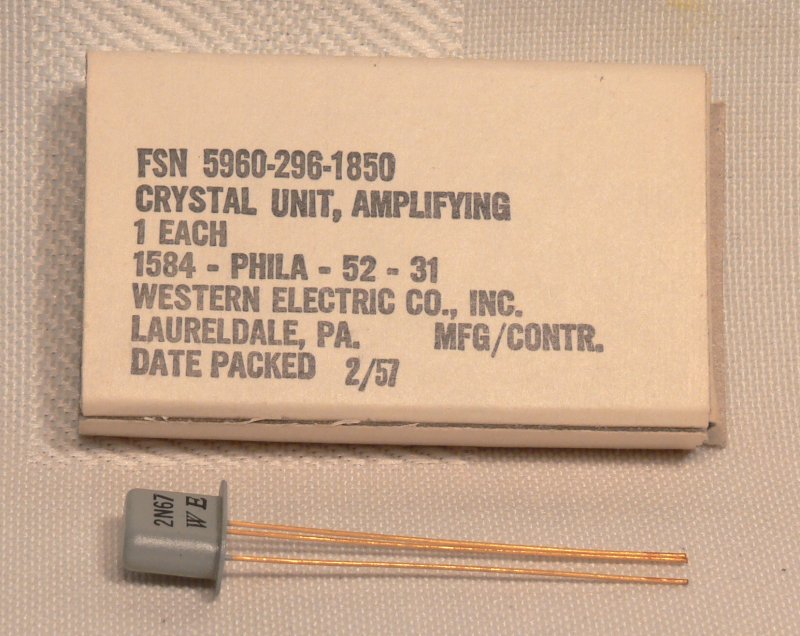 FSN 5960-296-1850
CRYSTAL UNIT, AMPLIFYING
1 EACH
1584 - PHILA - 52 - 31
WESTERN ELECTRIC CO., INC.
LAURELDALE, PA. MFG/CONTR.
DATE PACKED 2/57
2N67
WE